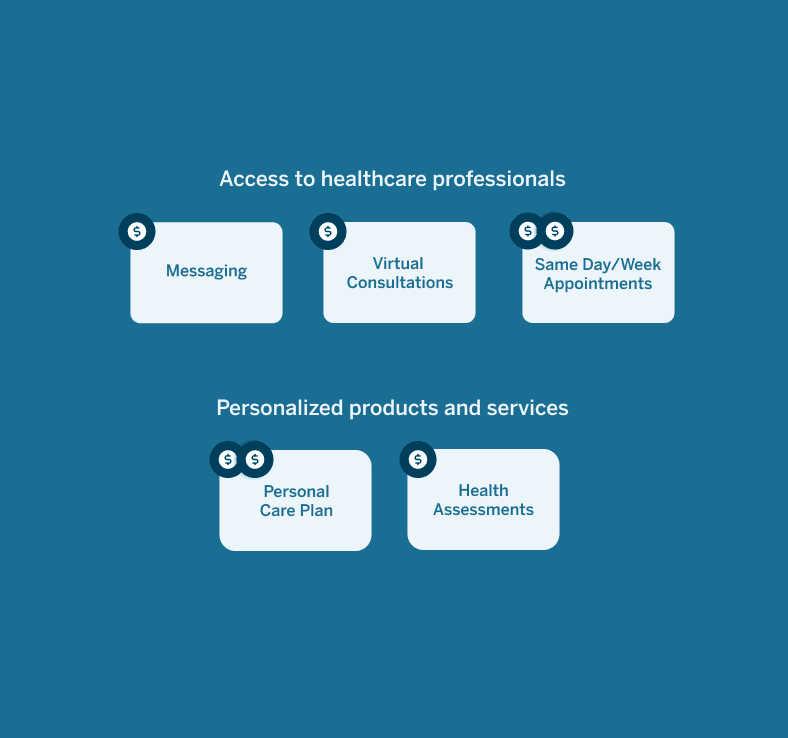 Access to healthcare professionals
$
Messaging
$
Virtual
Consultations
$ $
Same Day/Week
Appointments
Personalized products and services
$ $
Personal
Care Plan
$
Health
Assessments